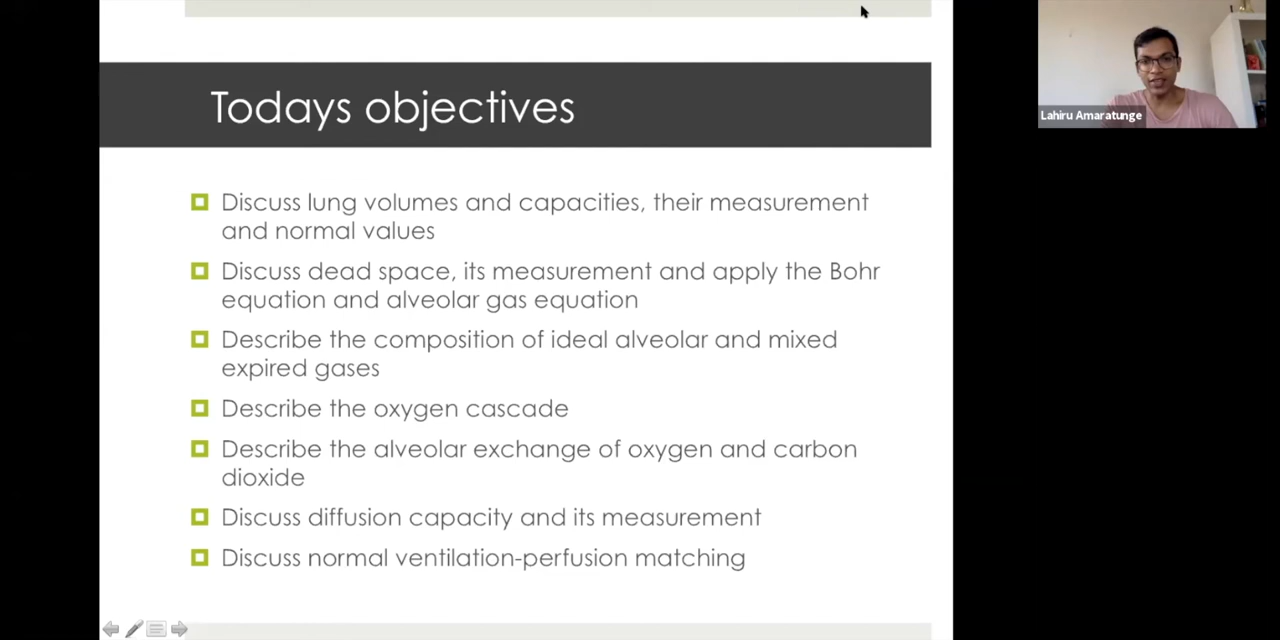 Todays objectives
Discuss lung volumes and capacities, their measurement
and normal values
Discuss dead space, its measurement and apply the Bohr
equation and alveolar gas equation
Describe the composition of ideal alveolar and mixed
expired gases
Describe the oxygen cascade
Describe the alveolar exchange of oxygen and carbon
dioxide
Discuss diffusion capacity and its measurement
Discuss normal ventilation-perfusion matching
Lahiru Amaratunge